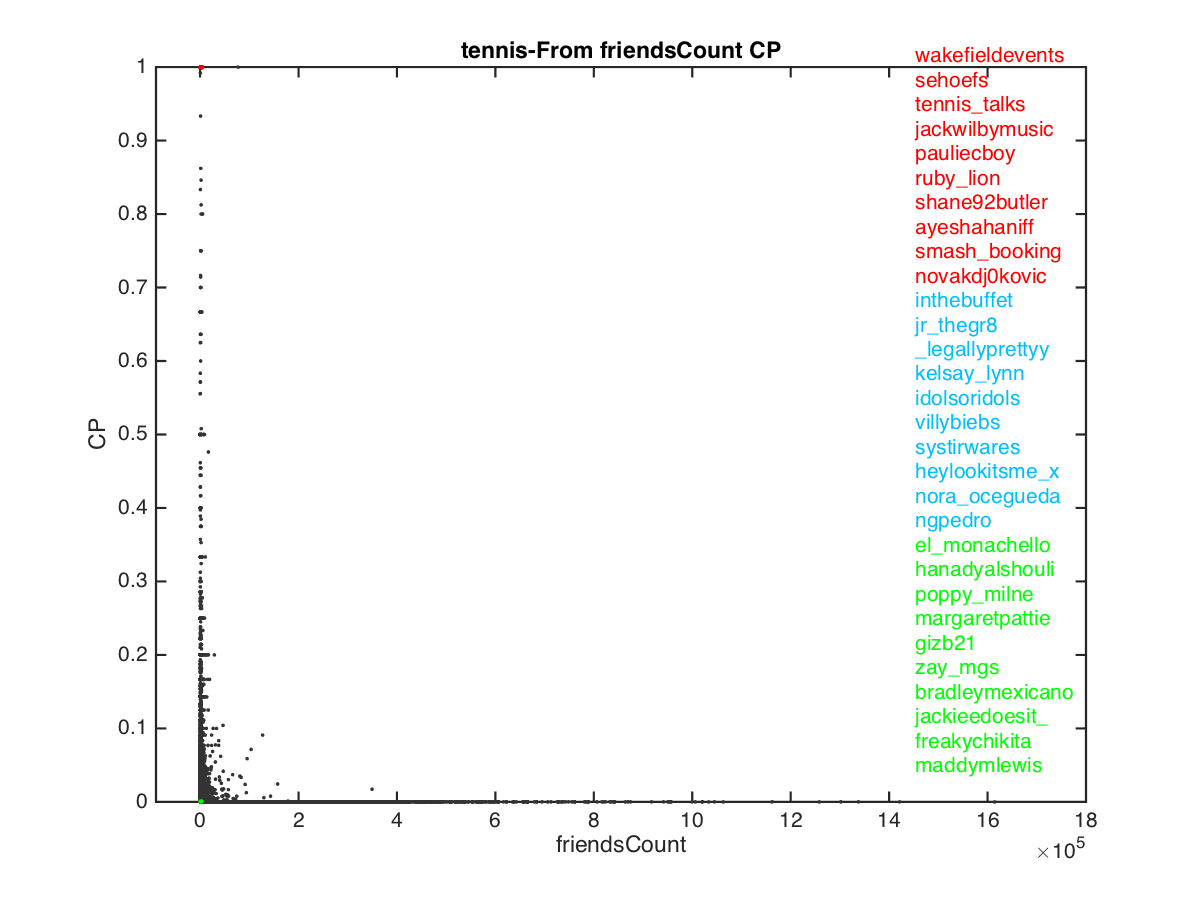 tennis-From friendsCount CP
wakefieldevents
sehoefs
tennis_talks
jackwilbymusic
pauliecboy
ruby_lion
shane92butler
ayeshahaniff
smash_booking
novakdj0kovic
inthebuffet
jr_thegr8
_legallyprettyy
kelsay_lynn
idolsoridols
villybiebs
systirwares
heylookitsme_x
nora_ocegueda
ngpedro
el_monachello
hanadyalshouli
poppy_milne
margaretpattie
gizb21
zay_mgs
bradleymexicano
jackieedoesit_
freakychikita
maddymlewis
CP
1
0.9
0.8
0.7
0.6
0.5
0.4
0.3
0.2
0.1
0
0 2 4 6 8 10 12 14 16 18
friendsCount
×10⁵